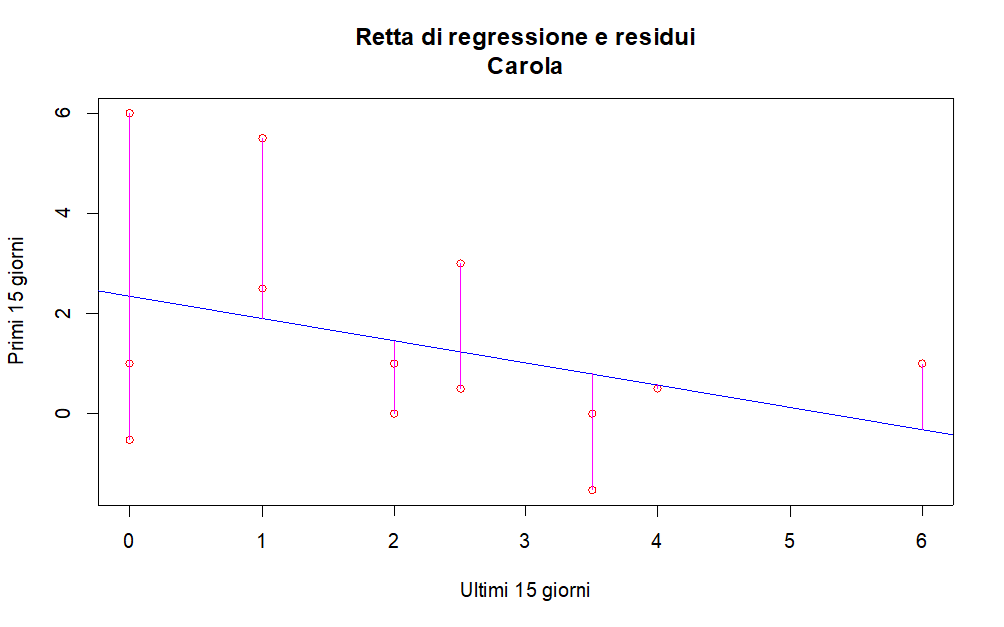 Retta di regressione e residui
Carola
Primi 15 giorni
6
4
2
0
0 1 2 3 4 5 6
Ultimi 15 giorni